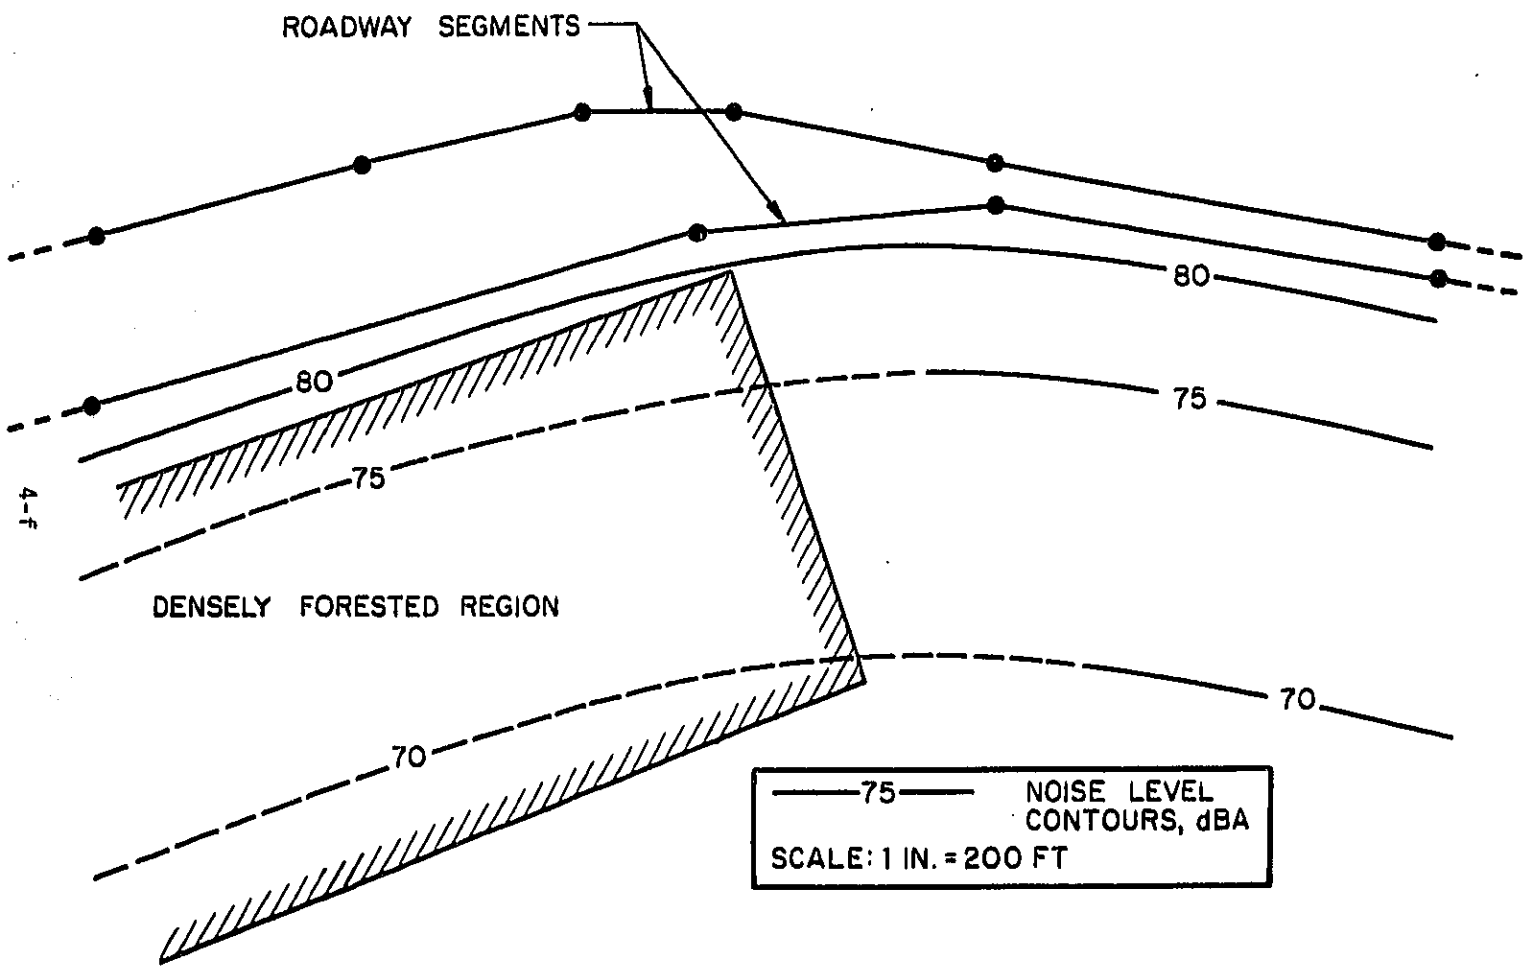 ROADWAY SEGMENTS
80
80
75
75
4-f
DENSELY FORESTED REGION
70
70
75 NOISE LEVEL
CONTOURS, dBA
SCALE: 1 IN. = 200 FT